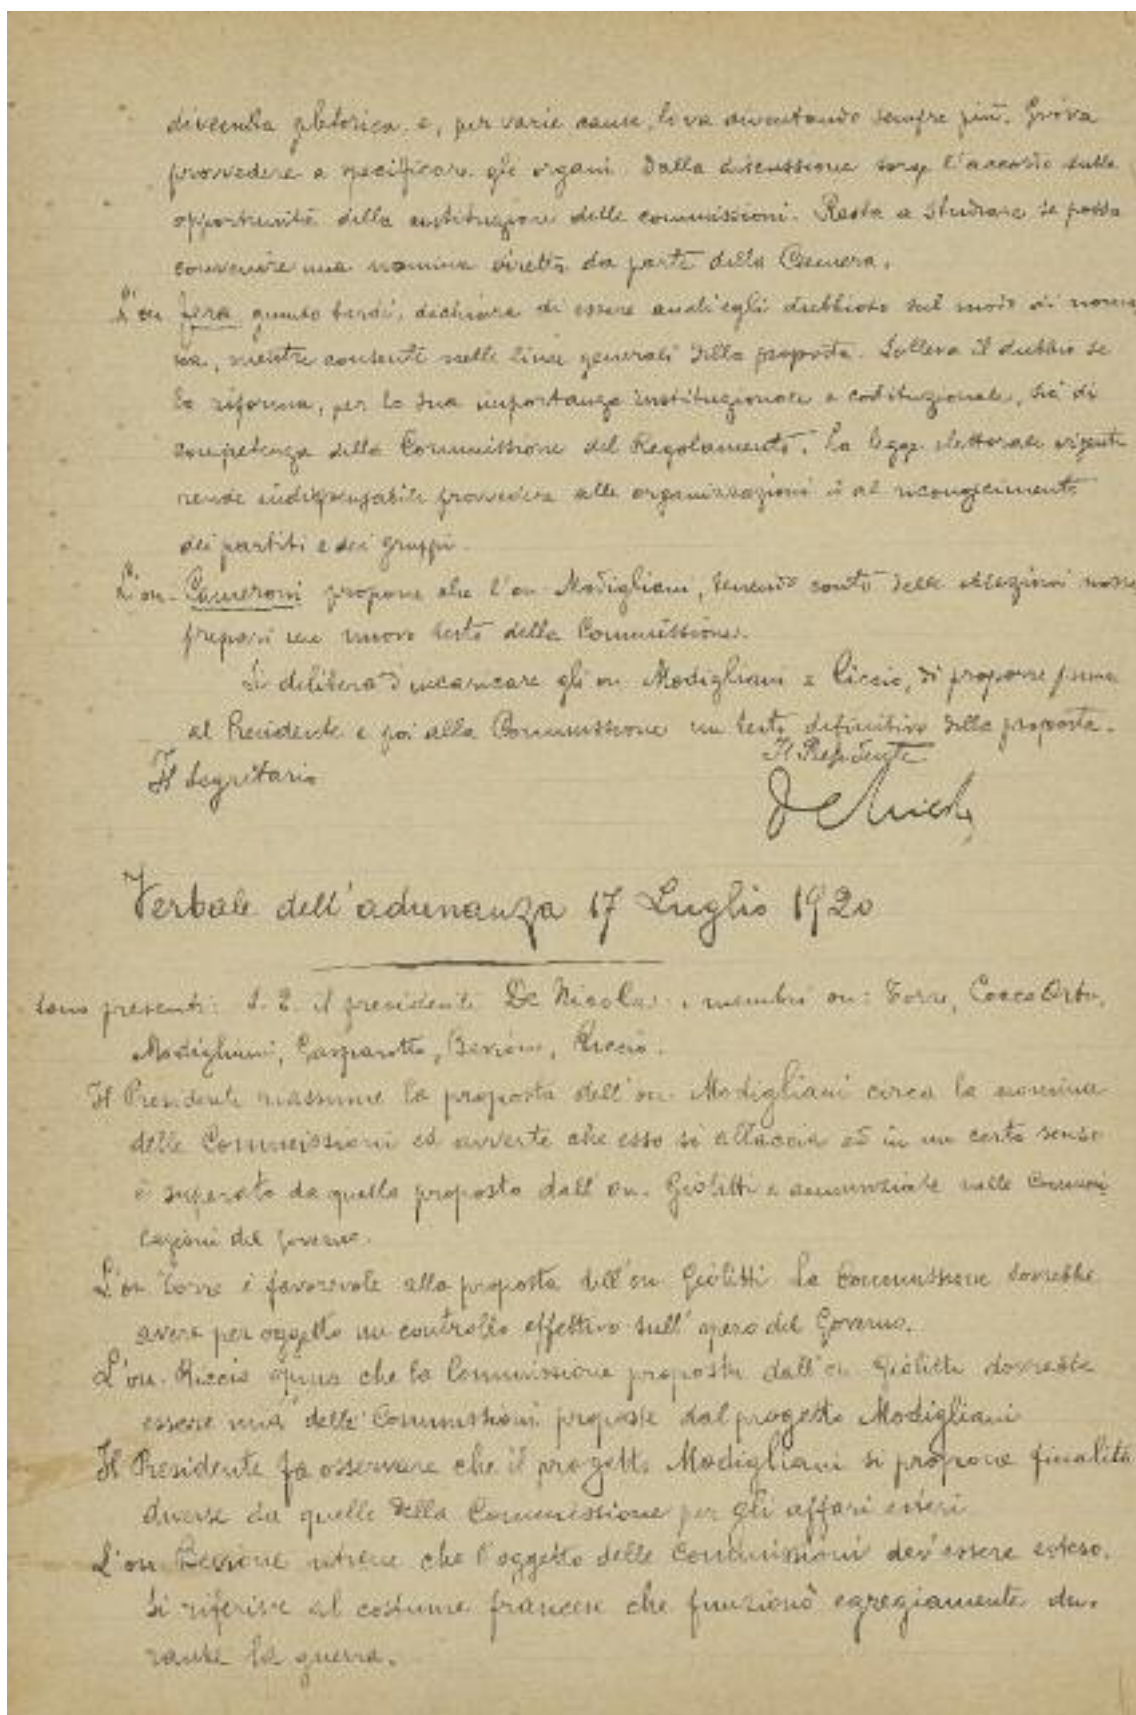 diventa pletorica e, per varie cause, lo va diventando sempre più. Giova
provvedere a specificare gli organi. Dalla discussione sorge l'accordo sulla
opportunità della costituzione delle commissioni. Resta a studiare se possa
convenire una nomina diretta da parte della Camera.
L'on. Fera giunto tardi, dichiara di essere anch'egli dubbioso sul modo di nomi
na, mentre consente nelle linee generali della proposta. Solleva il dubbio se
la riforma, per la sua importanza instituzionale e costituzionale, sia di
competenza della Commissione del Regolamento. La legge elettorale vigente
rende indispensabile provvedere alle organizzazioni e al riconoscimento
dei partiti e dei gruppi.
L'on. Cameroni propone che l'on Modigliani, tenendo conto delle obiezioni mosse
prepari un nuovo testo della Commissione.
Si delibera d'incaricare gli on Modigliani e Riccio, di proporre prima
al Presidente e poi alla Commissione un testo definitivo della proposta.
Il Presidente
Il Segretario
De Nicola
Verbale dell'adunanza 17 Luglio 1920
Sono presenti: S. E. il presidente De Nicola i membri on: Torre, Cocco Ortu,
Modigliani, Gasparotto, Bevione, Riccio.
Il Presidente riassume la proposta dell'on. Modigliani circa la nomina
delle Commissioni ed avverte che esso si allaccia ed in un certo senso
è superato da quello proposto dall'on. Giolitti e annunziate nelle Comuni
cazioni del governo.
L'on Torre è favorevole alla proposta dell'on Giolitti la Commissione dovrebbe
avere per oggetto un controllo effettivo sull'opera del Governo.
L'on. Riccio opina che la Commissione proposta dall'on Giolitti dovrebbe
essere una delle Commissioni proposte dal progetto Modigliani
Il Presidente fa osservare che il progetto Modigliani si propone finalità
diverse da quelle della Commissione per gli affari esteri
L'on Bevione ritiene che l'oggetto delle Commissioni dev'essere esteso.
Si riferisce al costume francese che funzionò egregiamente du-
rante la guerra.